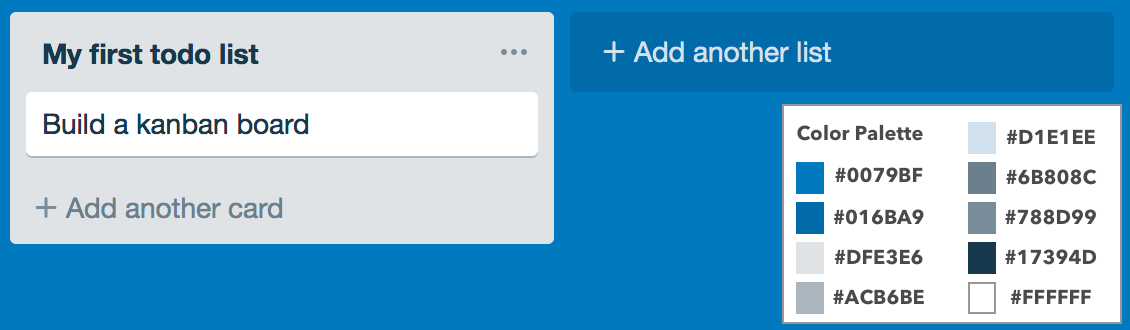 My first todo list
Build a kanban board
+ Add another card
+ Add another list
Color Palette
#0079BF
#016BA9
#DFE3E6
#ACB6BE
#D1E1EE
#6B808C
#788D99
#17394D
#FFFFFF